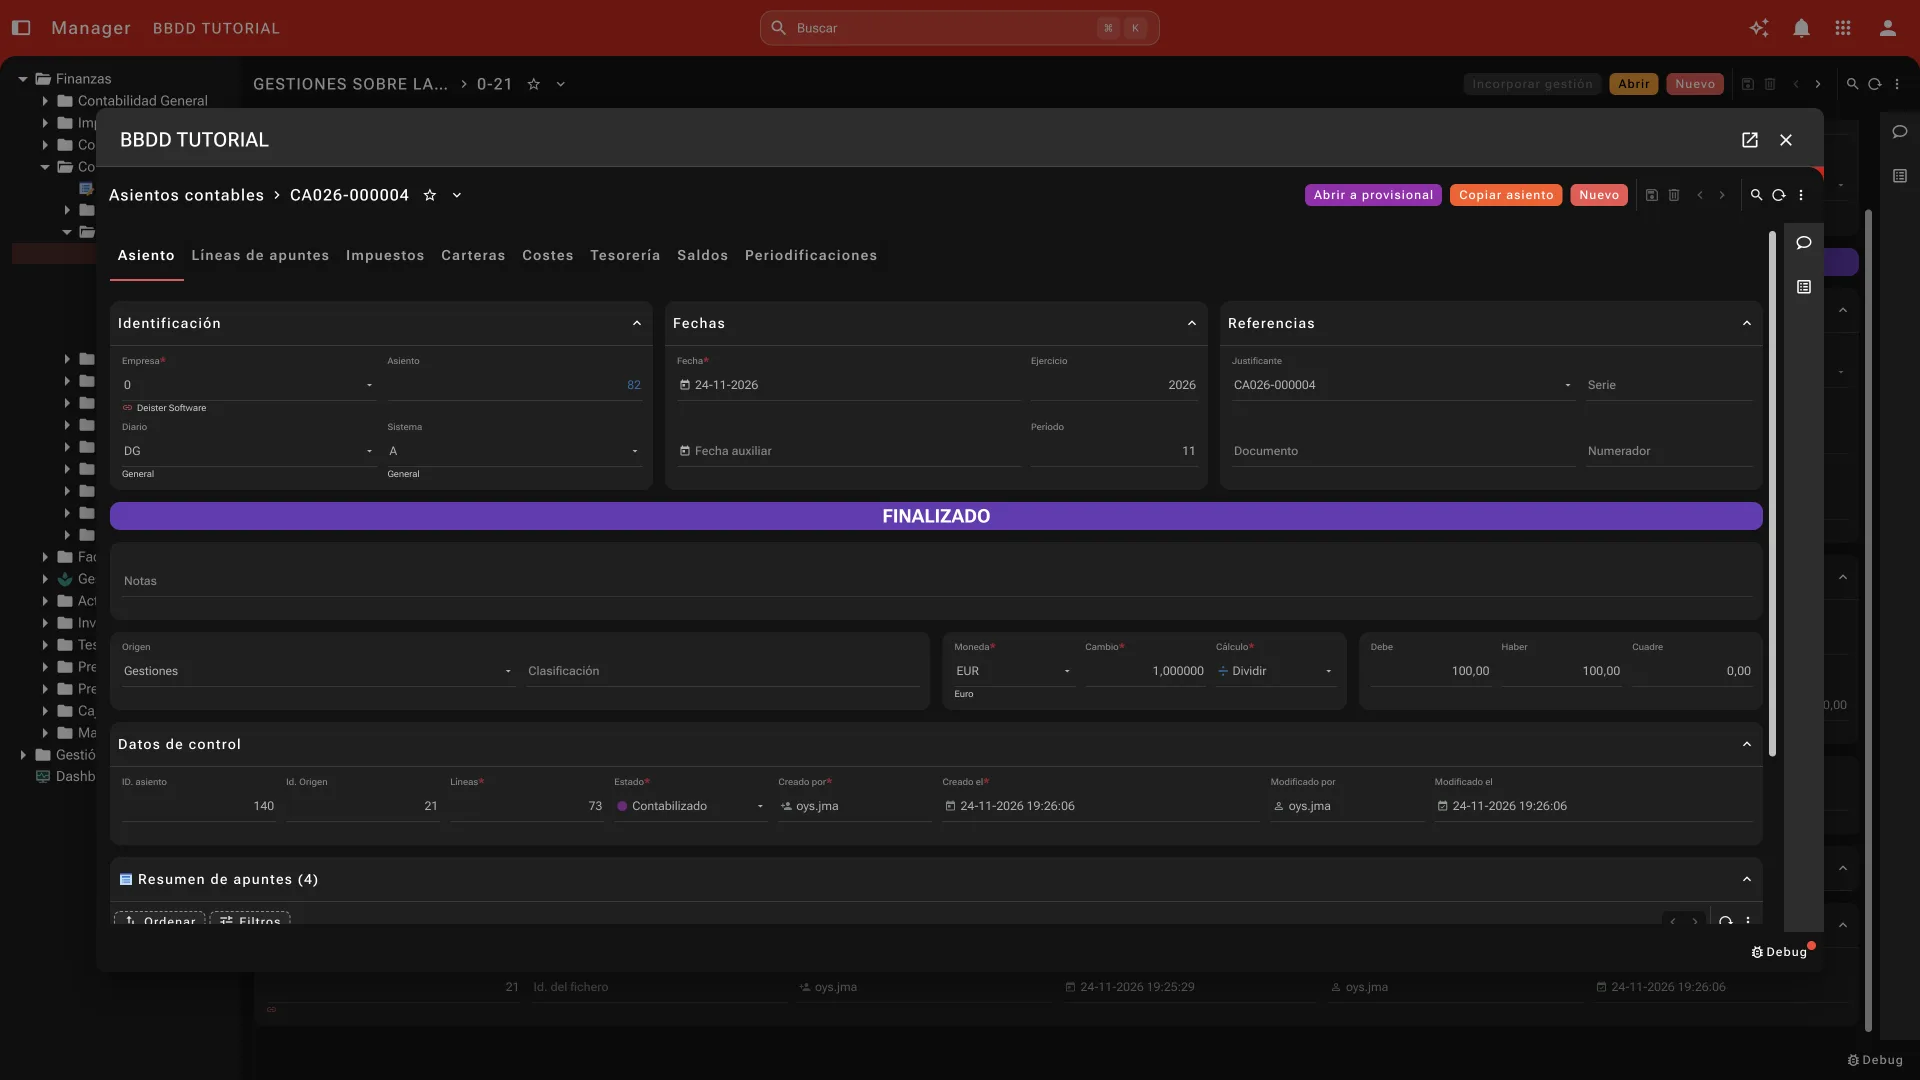 Manager BBDD TUTORIAL Buscar ⌘ K
Finanzas
Contabilidad General
GESTIONES SOBRE LA... > 0-21
Incorporar gestión Abrir Nuevo
BBDD TUTORIAL
Asientos contables > CA026-000004
Abrir a provisional Copiar asiento Nuevo
Asiento Líneas de apuntes Impuestos Carteras Costes Tesorería Saldos Periodificaciones
Identificación
Empresa* Asiento
0 82
Deister Software
Diario Sistema
DG A
General General
Fechas
Fecha* Ejercicio
24-11-2026 2026
Periodo
Fecha auxiliar 11
Referencias
Justificante
CA026-000004 Serie
Documento Numerador
FINALIZADO
Notas
Origen
Gestiones Clasificación
Moneda* Cambio* Cálculo*
EUR 1,000000 Dividir
Euro
Debe Haber Cuadre
100,00 100,00 0,00
Datos de control
ID. asiento Id. Origen Líneas* Estado* Creado por* Creado el* Modificado por Modificado el
140 21 73 Contabilizado oys.jma 24-11-2026 19:26:06 oys.jma 24-11-2026 19:26:06
Resumen de apuntes (4)
Ordenar Filtros
Debug
0,00
21 Id. del fichero oys.jma 24-11-2026 19:25:29 oys.jma 24-11-2026 19:26:06
Debug